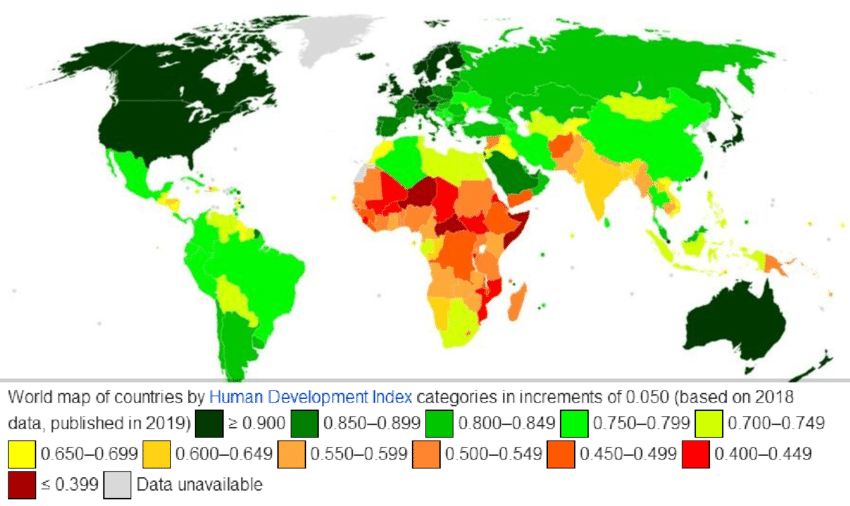 World map of countries by Human Development Index categories in increments of 0.050 (based on 2018
data, published in 2019) ≥ 0.900 0.850–0.899 0.800–0.849 0.750–0.799 0.700–0.749
0.650–0.699 0.600–0.649 0.550–0.599 0.500–0.549 0.450–0.499 0.400–0.449
≤ 0.399 Data unavailable